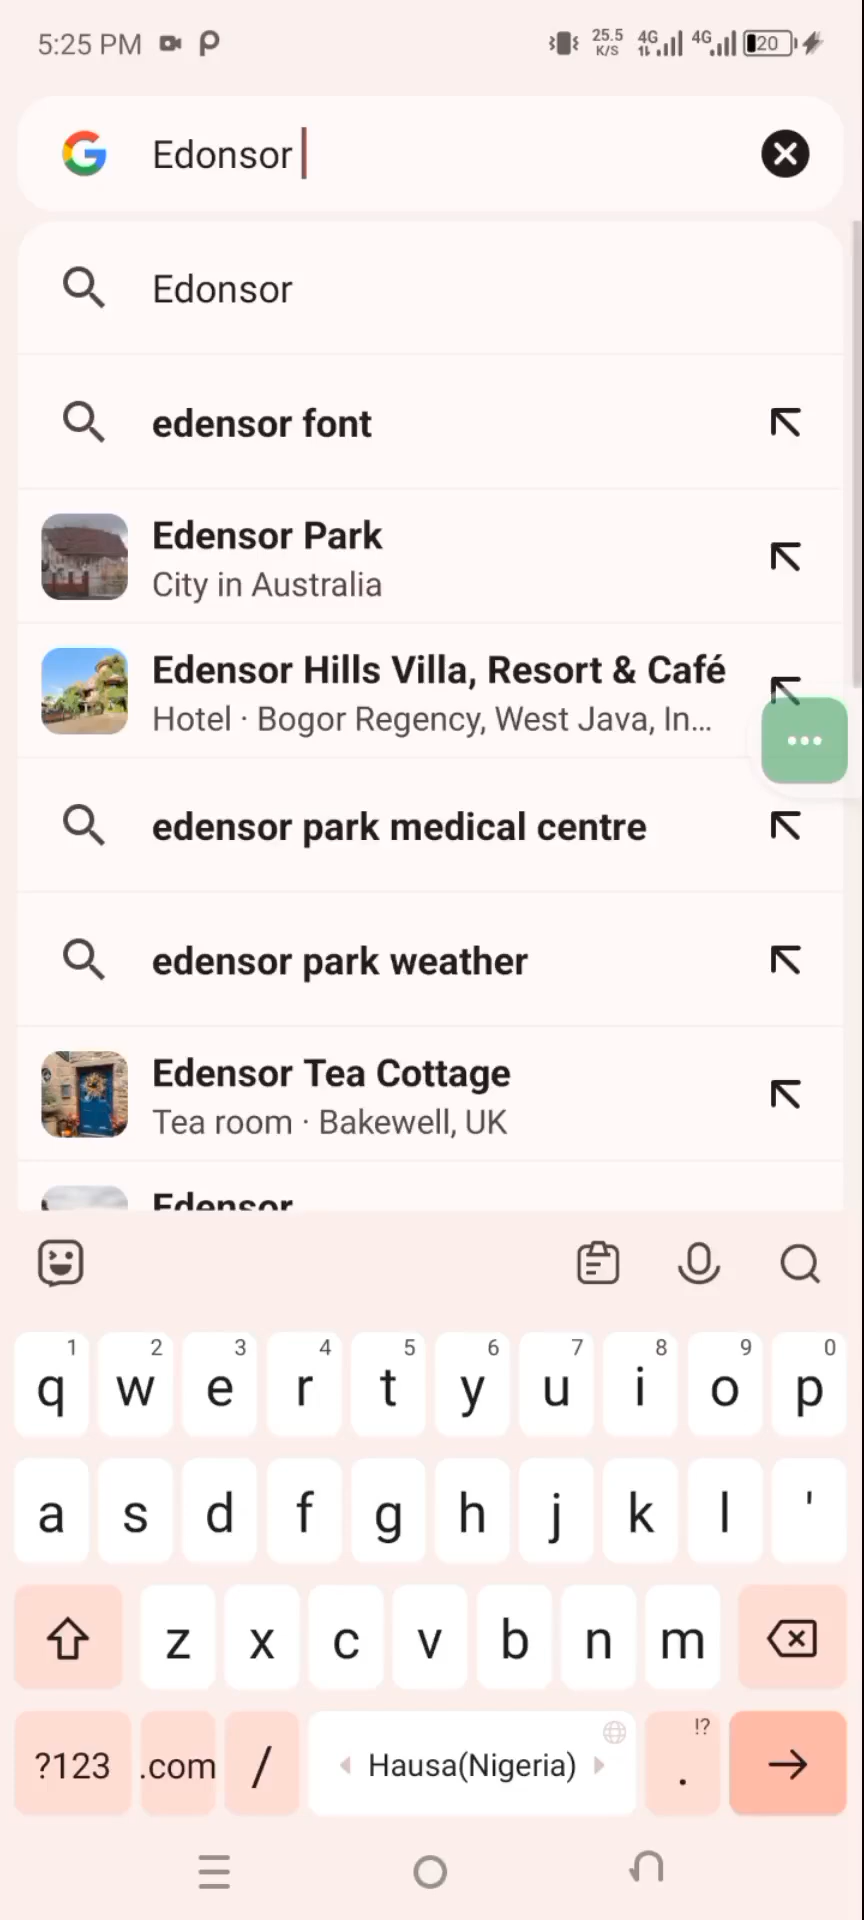 5:25 PM 25.5 K/S 4G 4G 20
Edonsor
Edonsor
edensor font
Edensor Park
City in Australia
Edensor Hills Villa, Resort & Café
Hotel · Bogor Regency, West Java, In...
edensor park medical centre
edensor park weather
Edensor Tea Cottage
Tea room · Bakewell, UK
Edensor
1 2 3 4 5 6 7 8 9 0
q w e r t y u i o p
a s d f g h j k l '
z x c v b n m
!?
?123 .com / Hausa(Nigeria) .